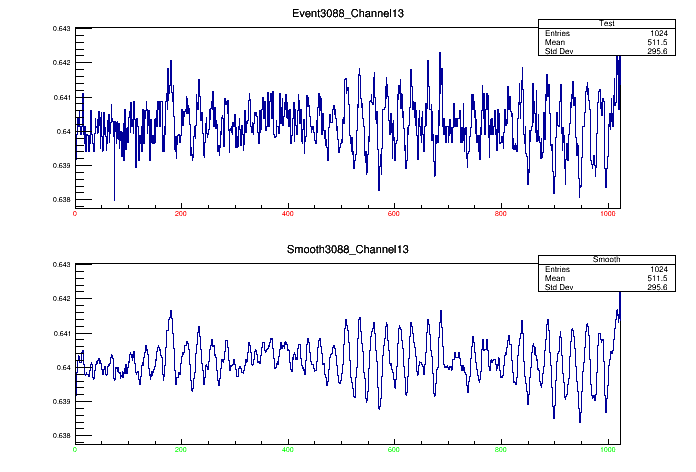 Event3088_Channel13
Test
Entries 1024
Mean 511.5
Std Dev 295.6
0.643
0.642
0.641
0.64
0.639
0.638
0 200 400 600 800 1000
Smooth3088_Channel13
Smooth
Entries 1024
Mean 511.5
Std Dev 295.6
0.643
0.642
0.641
0.64
0.639
0.638
0 200 400 600 800 1000